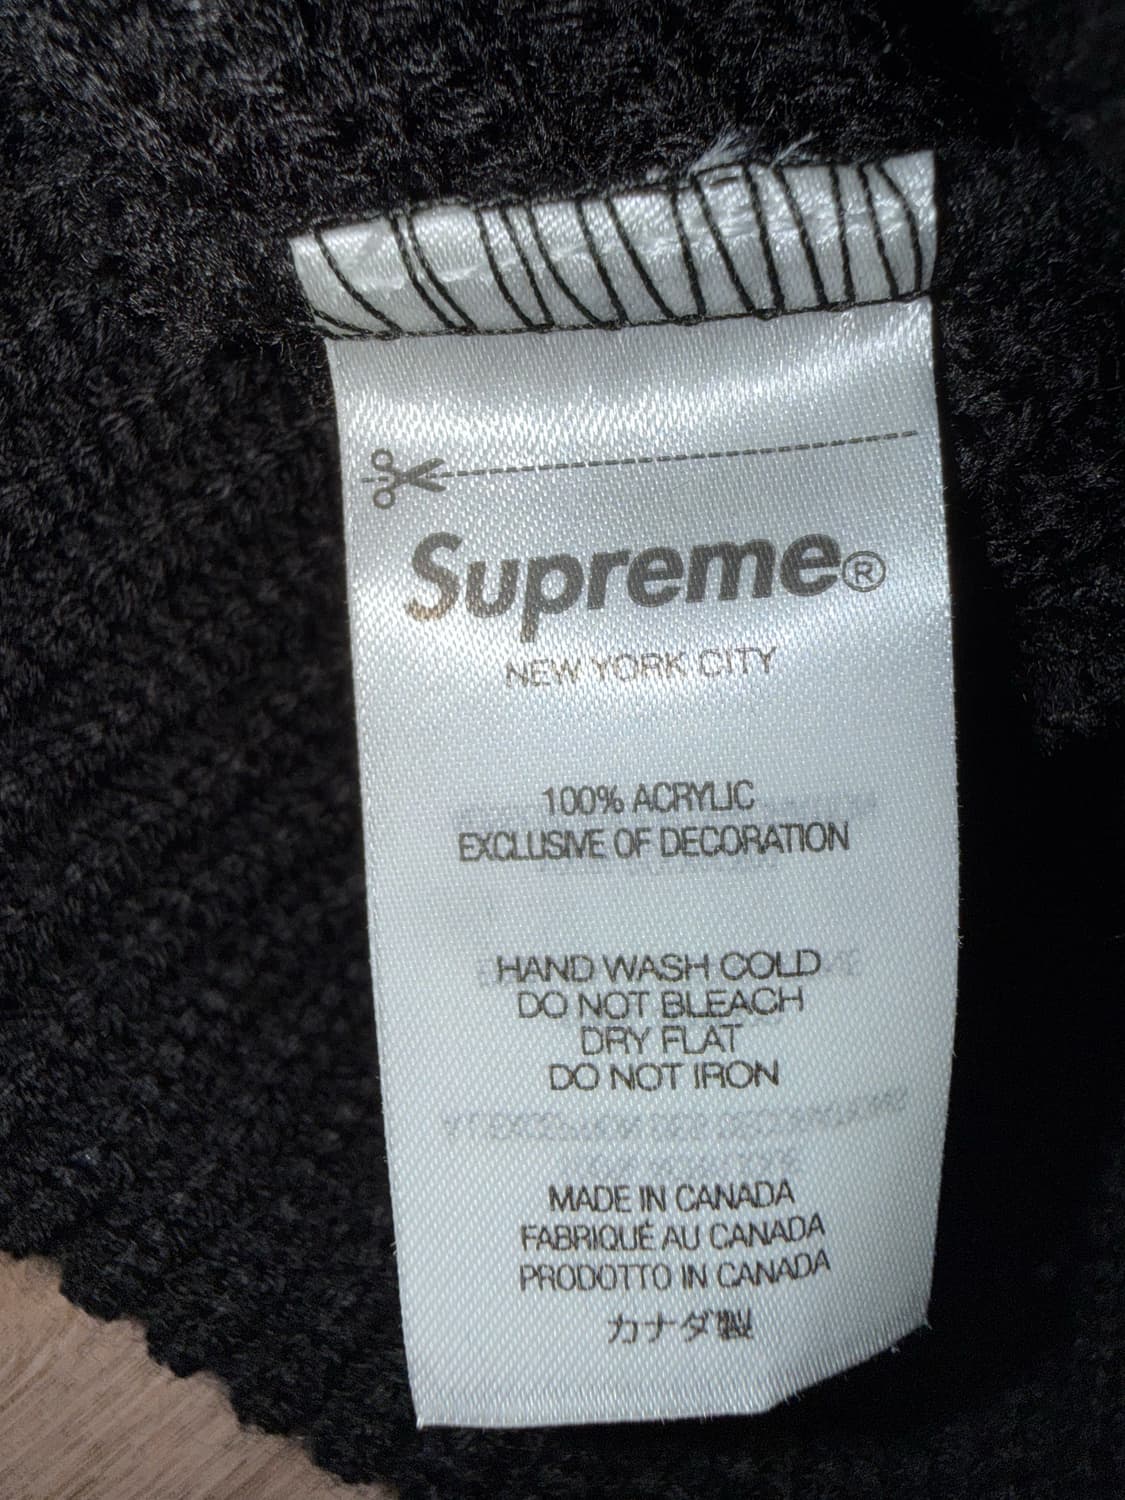 Supreme®
NEW YORK CITY
100% ACRYLIC
EXCLUSIVE OF DECORATION
HAND WASH COLD
DO NOT BLEACH
DRY FLAT
DO NOT IRON
MADE IN CANADA
FABRIQUÉ AU CANADA
PRODOTTO IN CANADA
カナダ製